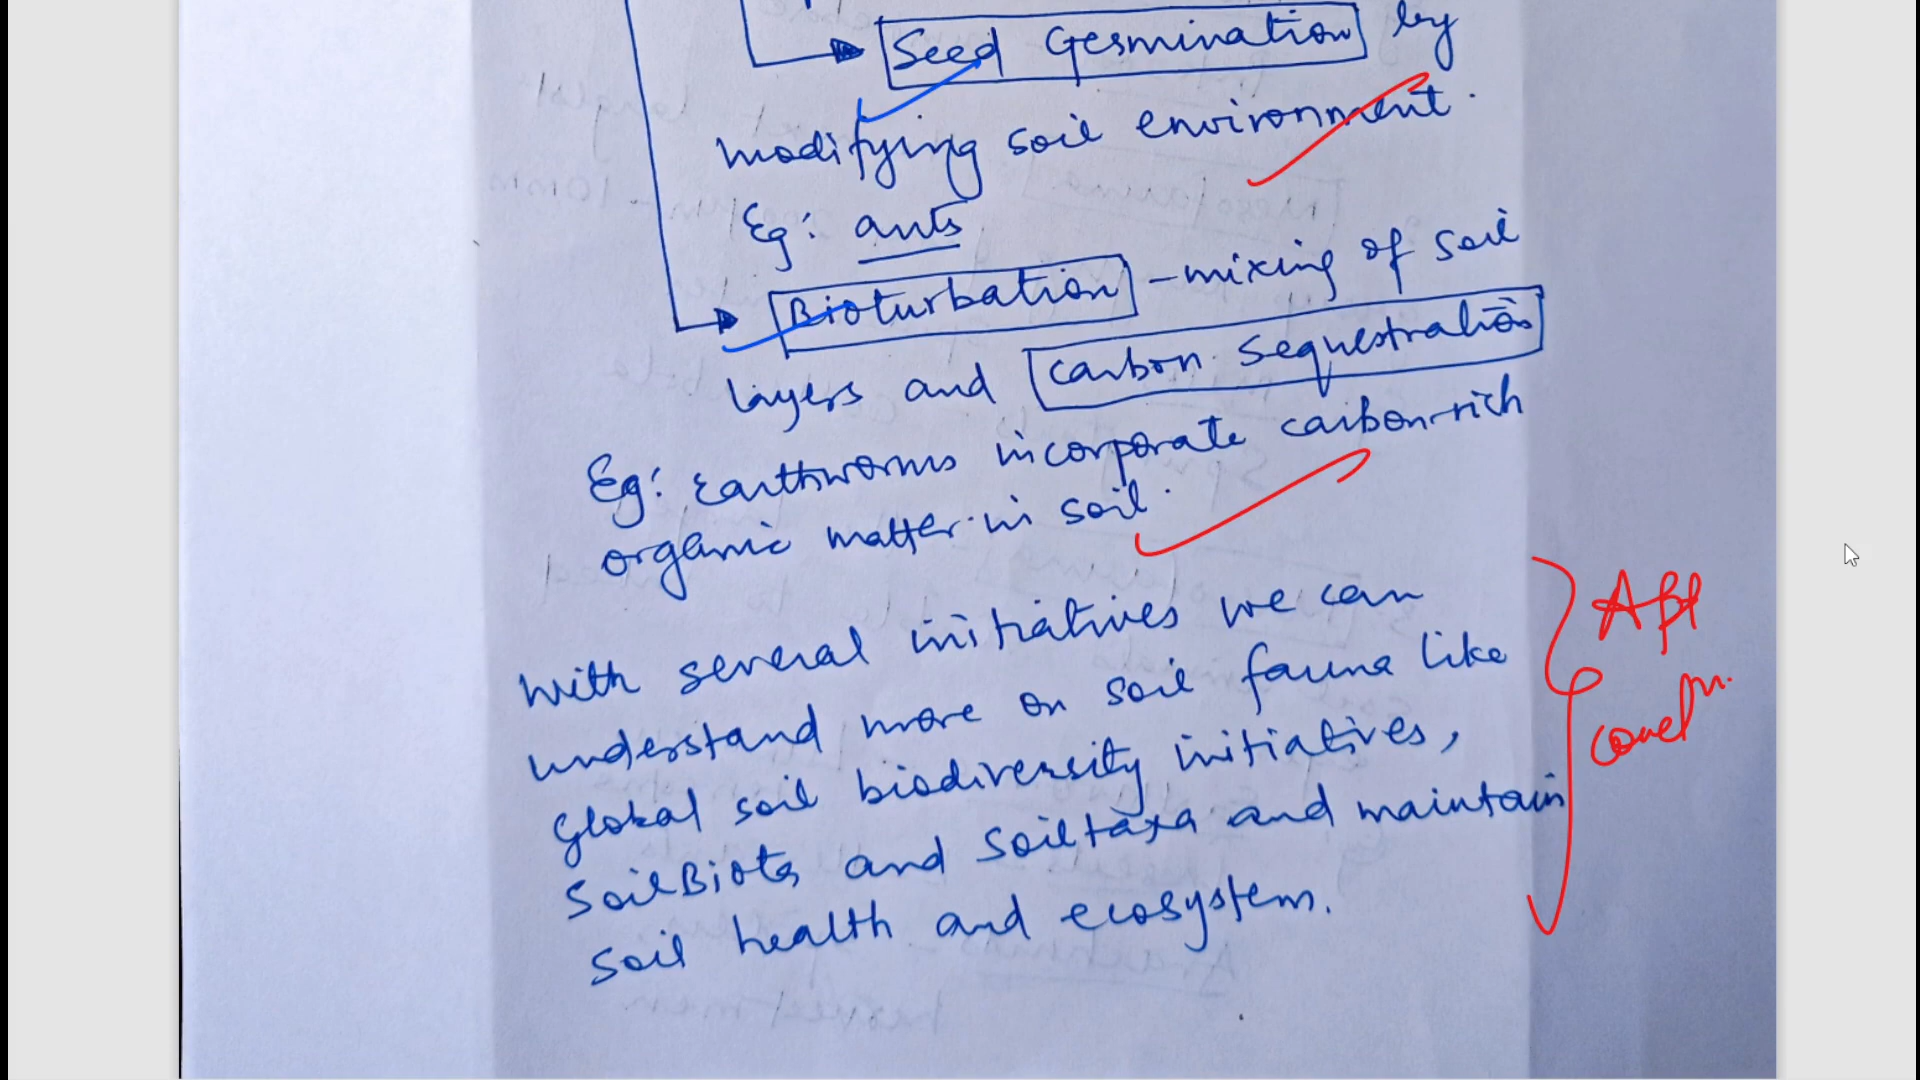 Seed Germination by
modifying soil environment.
Eg: ants
Bioturbation - mixing of soil
layers and carbon sequestration
Eg: Earthworms incorporate carbon-rich
organic matter in soil.
With several initiatives we can
understand more on soil fauna like
Global soil biodiversity initiatives,
SoilBiota and Soiltaxa and maintain
soil health and ecosystem.
App